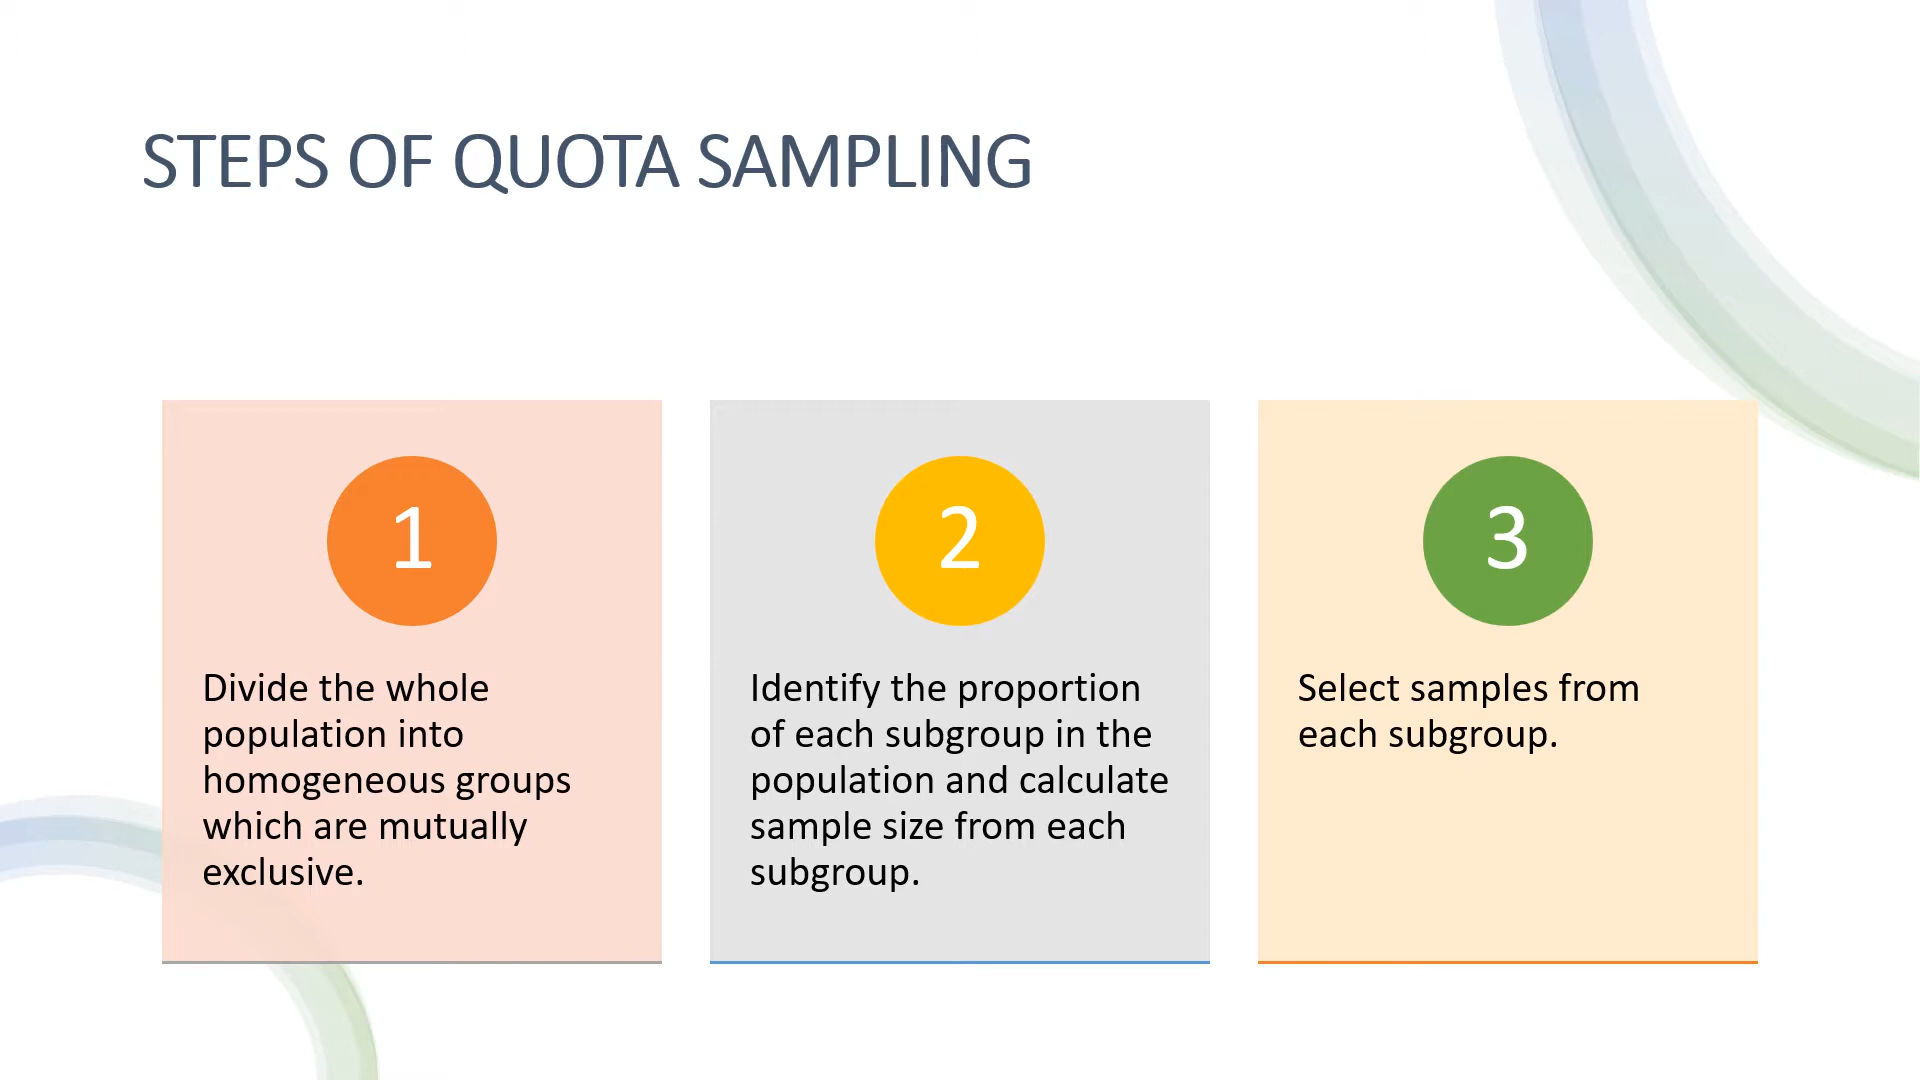 STEPS OF QUOTA SAMPLING
1
Divide the whole
population into
homogeneous groups
which are mutually
exclusive.
2
Identify the proportion
of each subgroup in the
population and calculate
sample size from each
subgroup.
3
Select samples from
each subgroup.